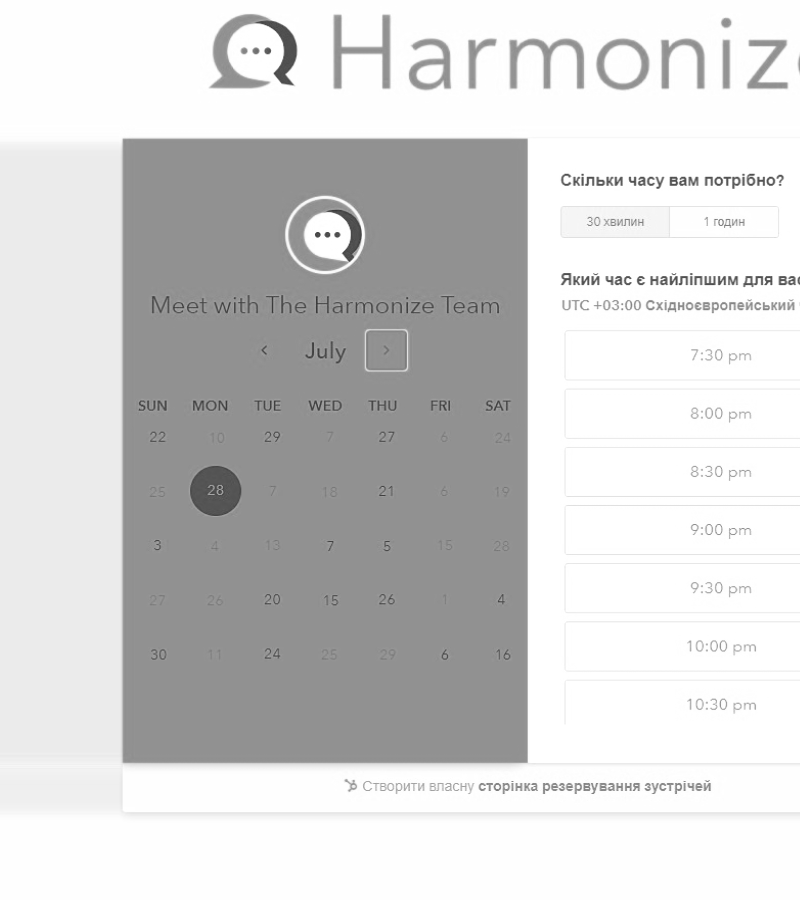 Harmonize
Meet with The Harmonize Team
July
SUN MON TUE WED THU FRI SAT
22 10 29 7 27 6 24
25 28 7 18 21 6 19
3 4 13 7 5 15 28
27 26 20 15 26 1 4
30 11 24 25 29 6 16
Скільки часу вам потрібно?
30 хвилин 1 годин
Який час є найліпшим для вас
UTC +03:00 Східноєвропейський
7:30 pm
8:00 pm
8:30 pm
9:00 pm
9:30 pm
10:00 pm
10:30 pm
Створити власну сторінка резервування зустрічей